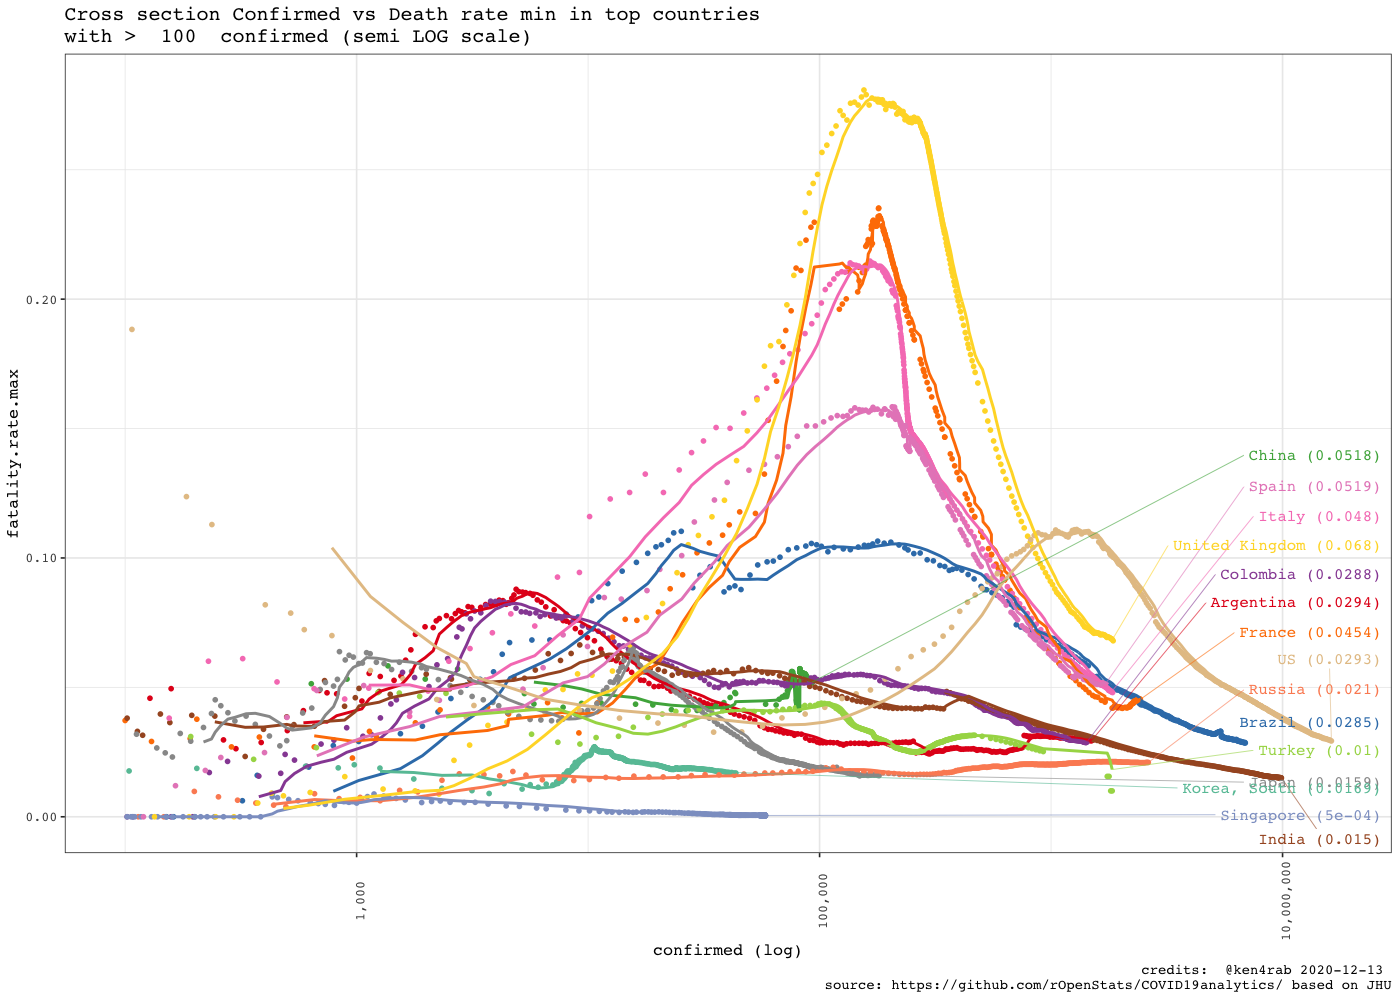 Cross section Confirmed vs Death rate min in top countries
with >  100  confirmed (semi LOG scale)
fatality.rate.max
0.20
0.10
0.00
China (0.0518)
Spain (0.0519)
Italy (0.048)
United Kingdom (0.068)
Colombia (0.0288)
Argentina (0.0294)
France (0.0454)
US (0.0293)
Russia (0.021)
Brazil (0.0285)
Turkey (0.01)
Japan (0.0159)
Korea, South (0.0169)
Singapore (5e-04)
India (0.015)
1,000
100,000
10,000,000
confirmed (log)
credits:  @ken4rab 2020-12-13
source: https://github.com/rOpenStats/COVID19analytics/ based on JHU